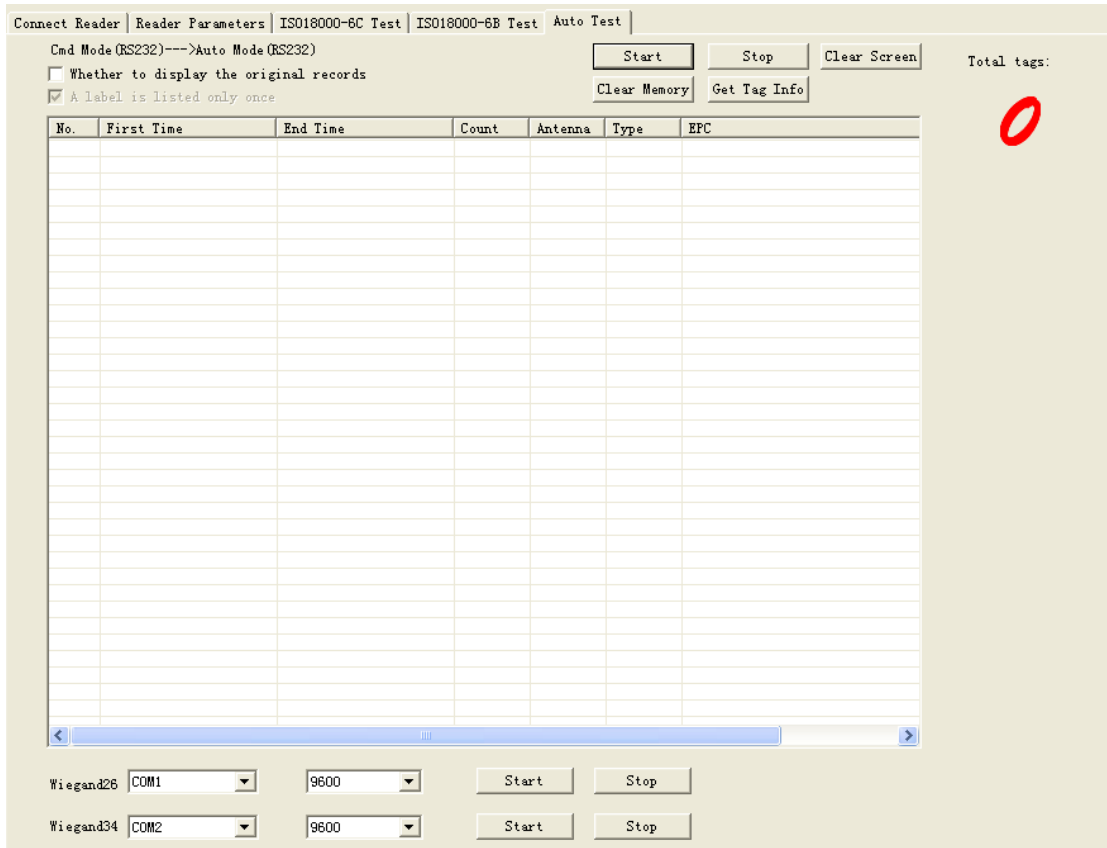 Connect Reader Reader Parameters ISO18000-6C Test ISO18000-6B Test Auto Test
Cmd Mode(RS232)--->Auto Mode(RS232)
Start Stop Clear Screen Total tags:
Whether to display the original records
Clear Memory Get Tag Info
A label is listed only once
0
No. First Time End Time Count Antenna Type EPC
Wiegand26 COM1 9600 Start Stop
Wiegand34 COM2 9600 Start Stop